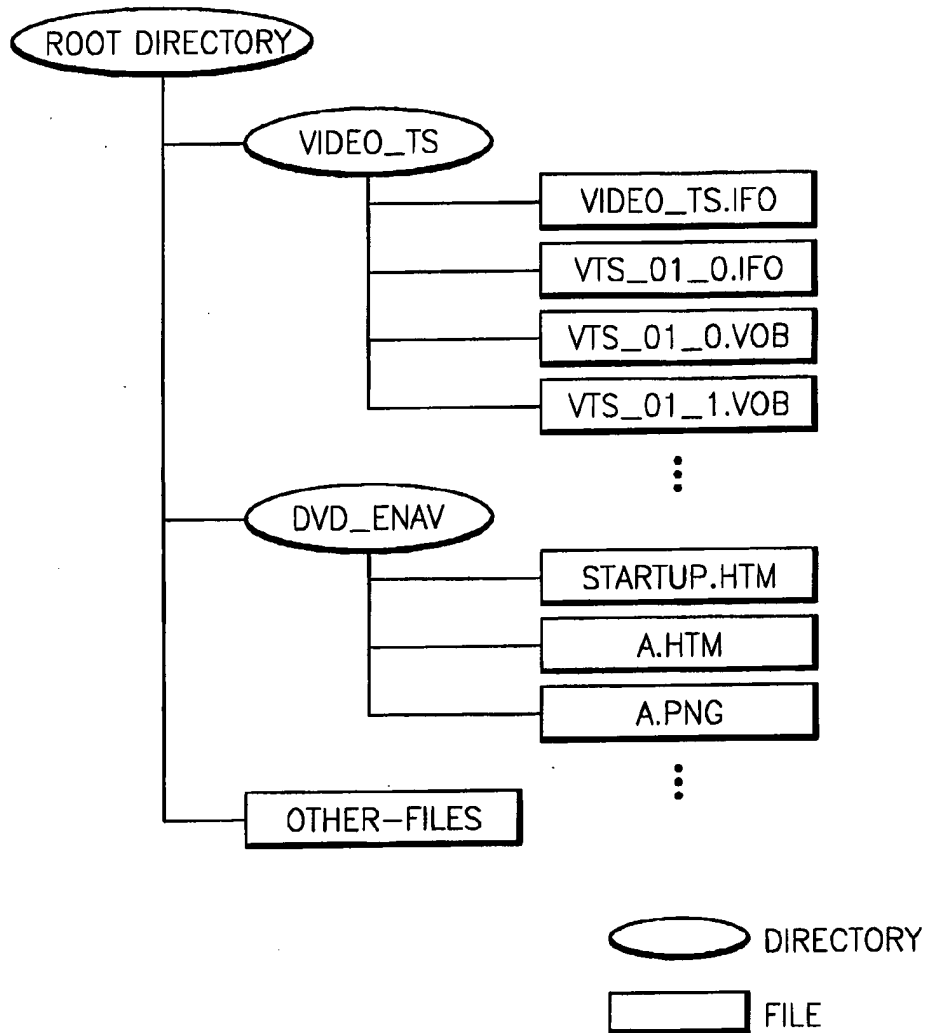 ROOT DIRECTORY
VIDEO_TS
VIDEO_TS.IFO
VTS_01_0.IFO
VTS_01_0.VOB
VTS_01_1.VOB
DVD_ENAV
STARTUP.HTM
A.HTM
A.PNG
OTHER-FILES
DIRECTORY
FILE